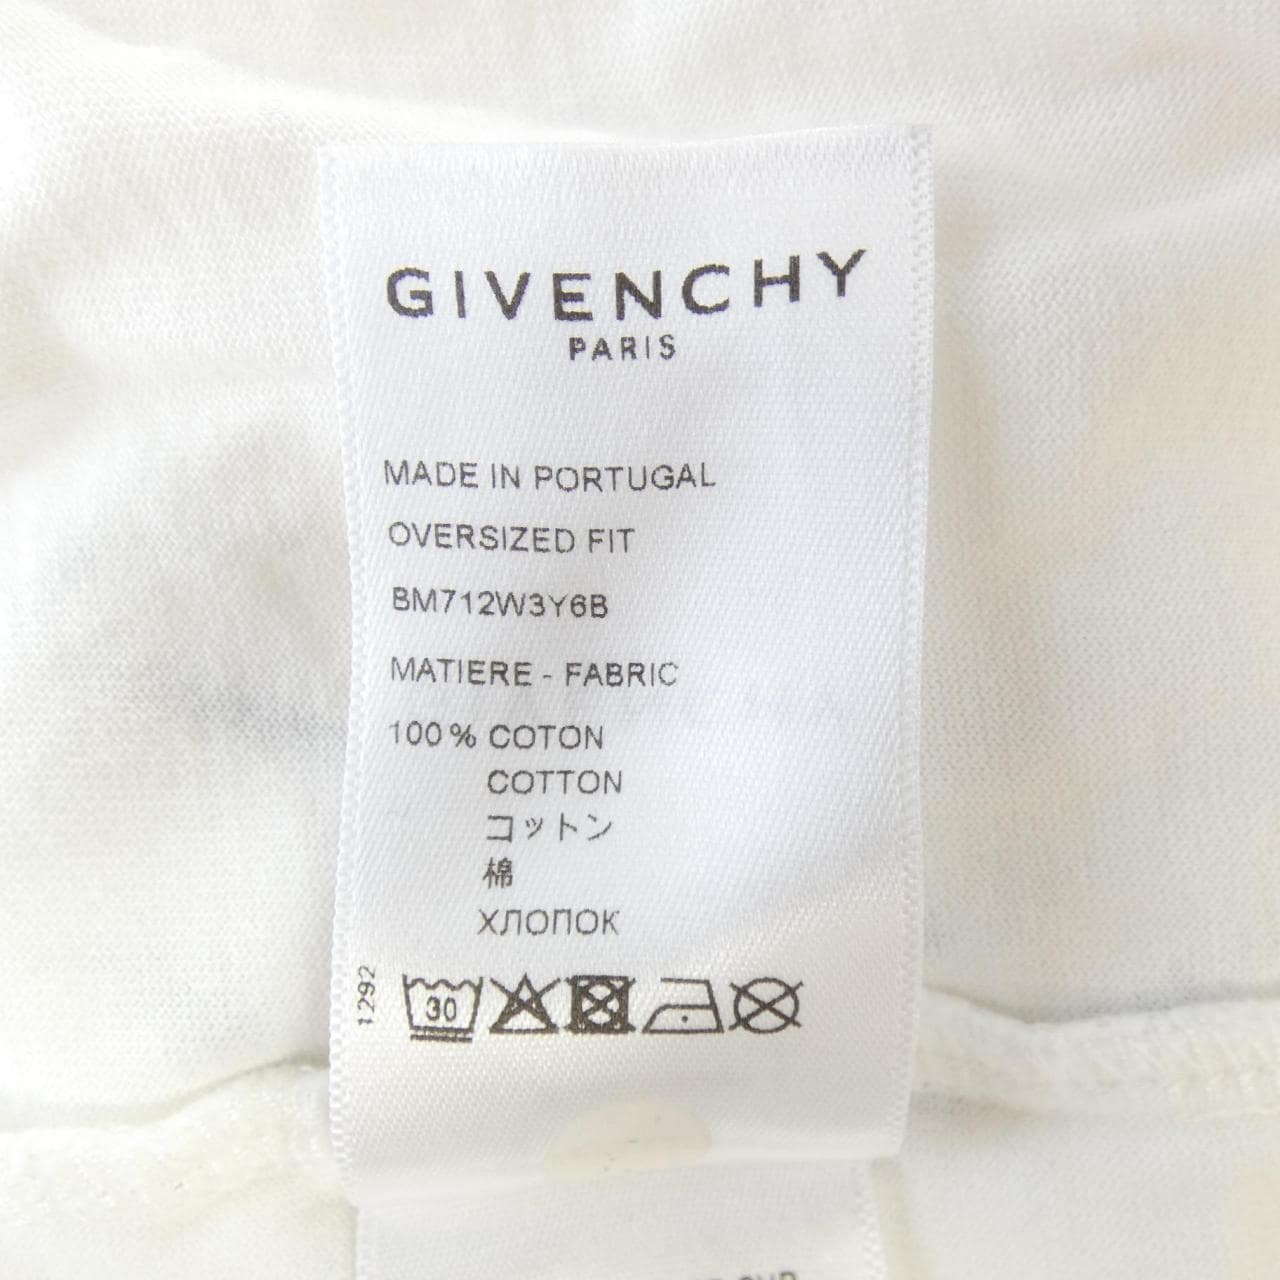 GIVENCHY
PARIS
MADE IN PORTUGAL
OVERSIZED FIT
BM712W3Y6B
MATIERE - FABRIC
100% COTON
COTTON
コットン
棉
ХЛОПОК
1292
30